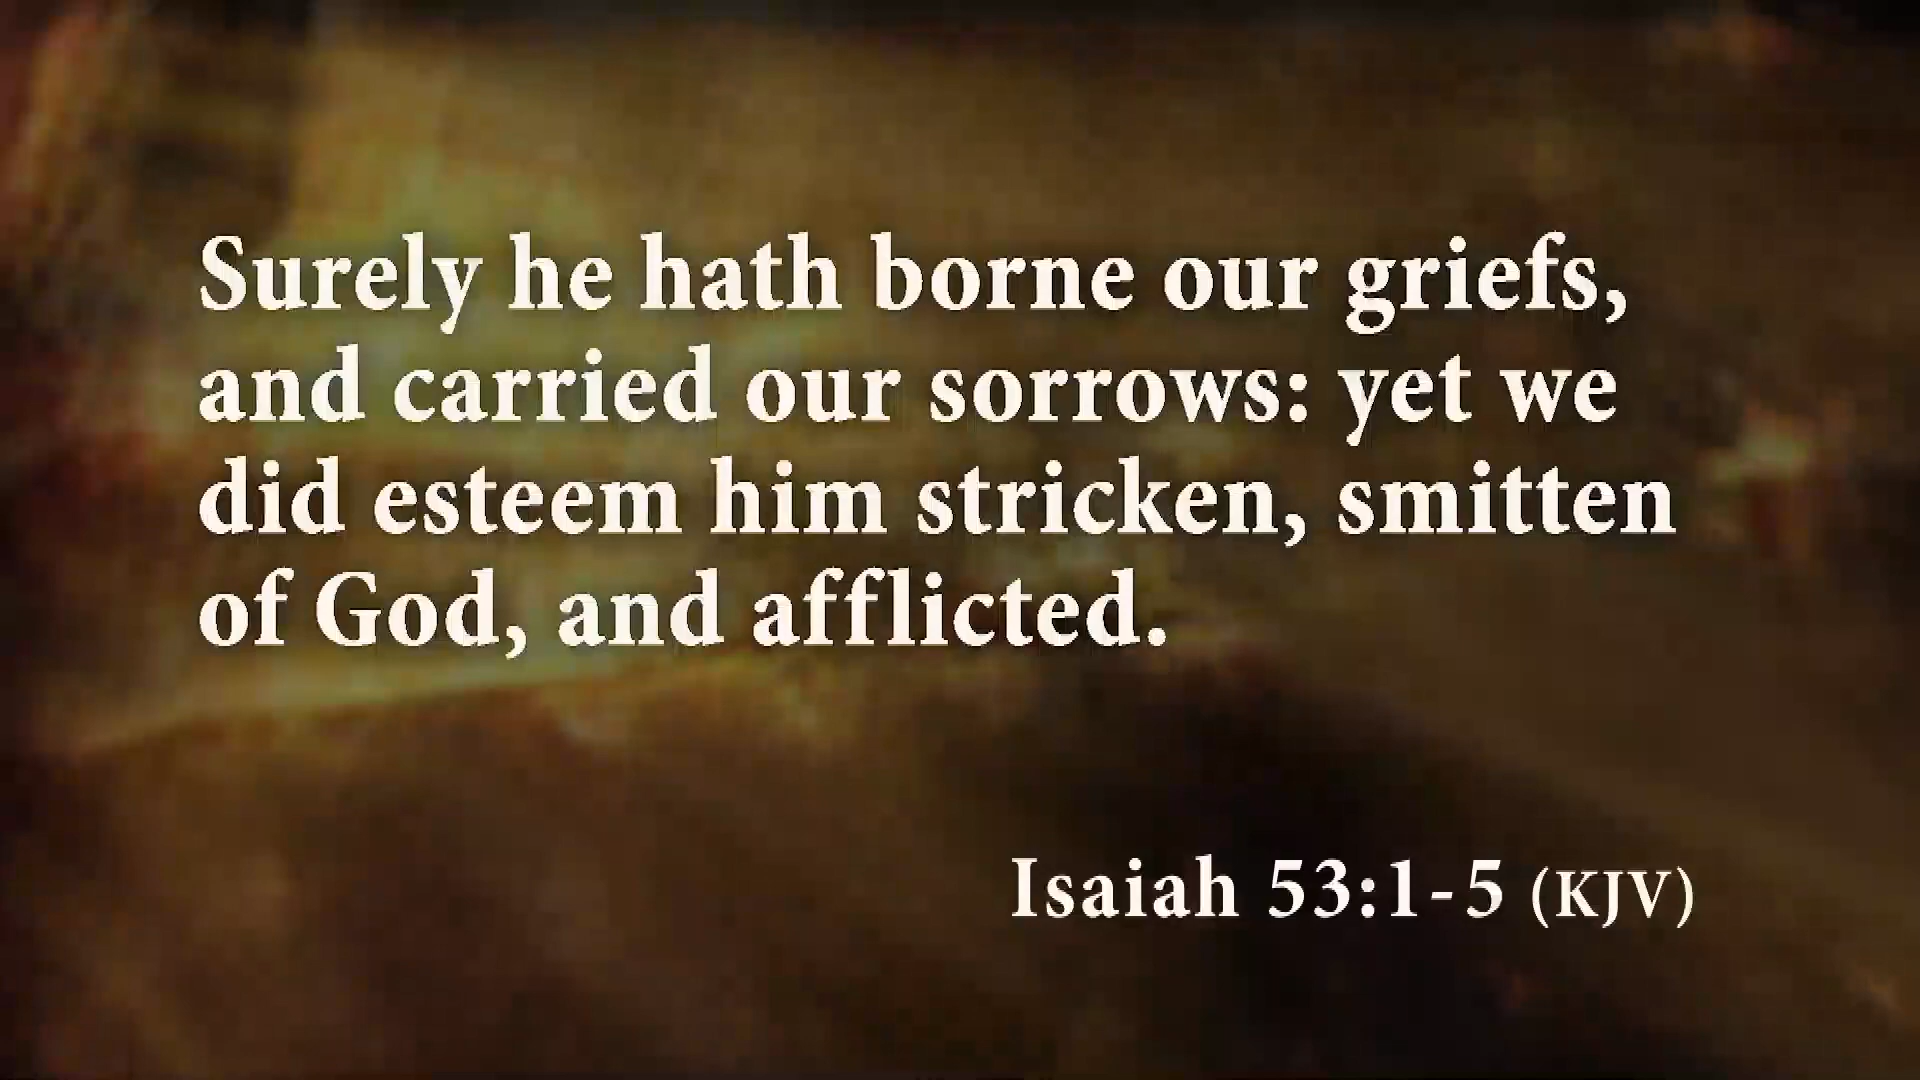 Surely he hath borne our griefs,
and carried our sorrows: yet we
did esteem him stricken, smitten
of God, and afflicted.
Isaiah 53:1-5 (KJV)